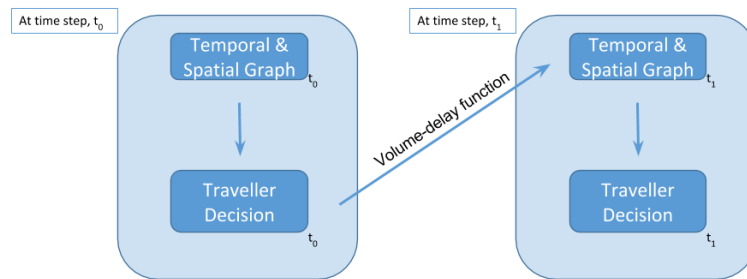 At time step, t0
Temporal &
Spatial Graph
t0
Traveller
Decision
t0
Volume-delay function
At time step, t1
Temporal &
Spatial Graph
t1
Traveller
Decision
t1